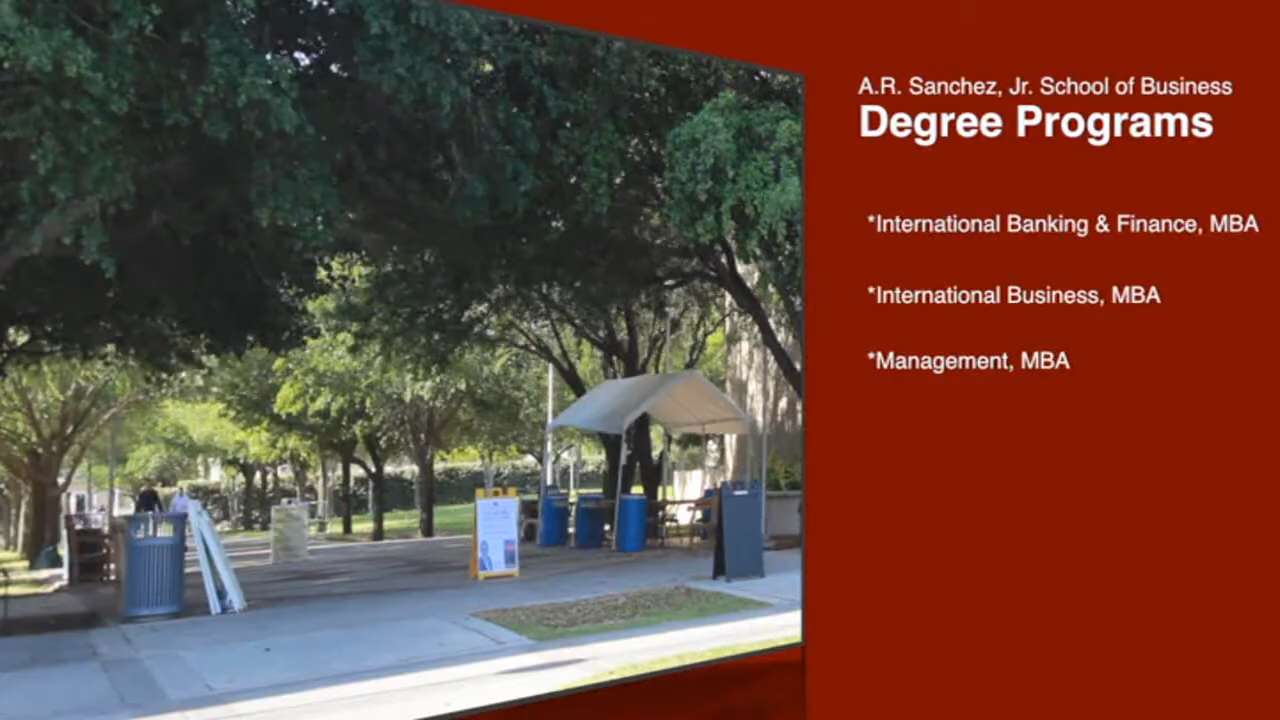 A.R. Sanchez, Jr. School of Business
Degree Programs
*International Banking & Finance, MBA
*International Business, MBA
*Management, MBA